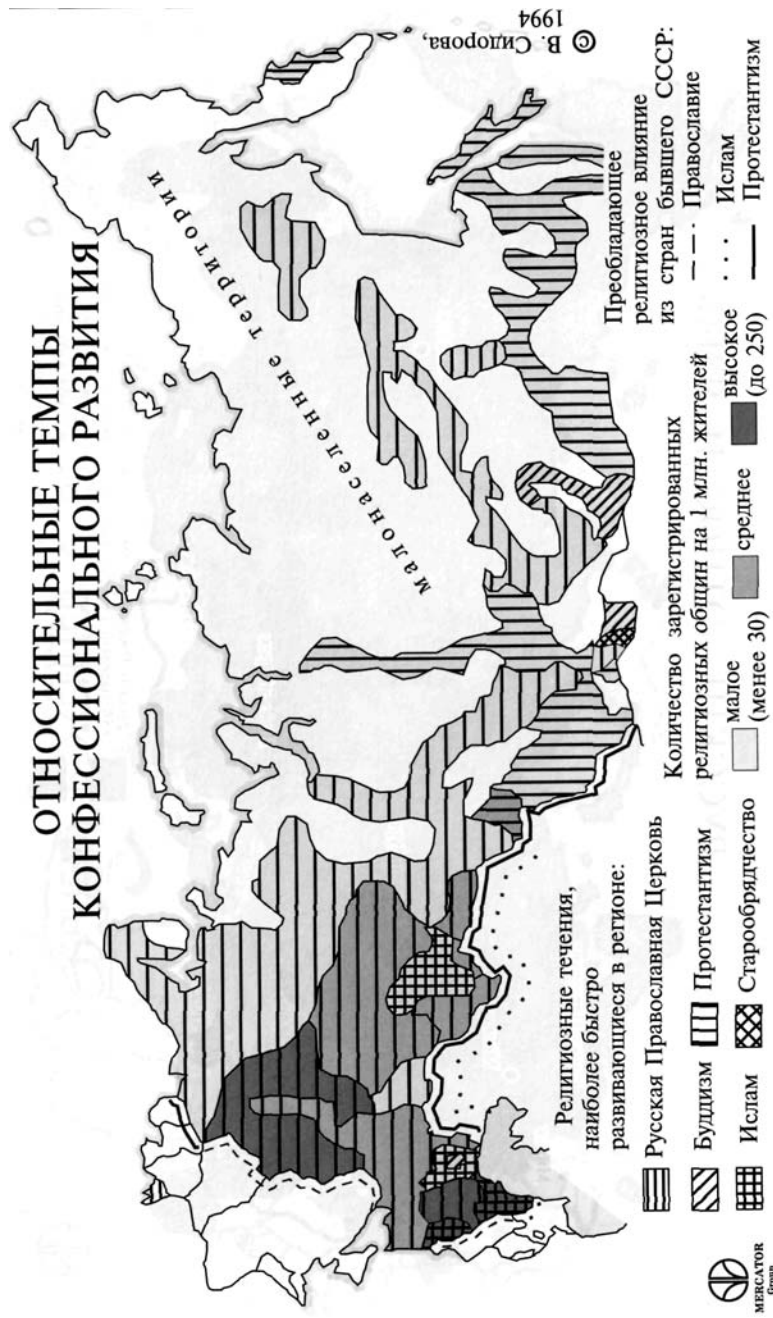 ОТНОСИТЕЛЬНЫЕ ТЕМПЫ
КОНФЕССИОНАЛЬНОГО РАЗВИТИЯ
малонаселенные территории
© В. Сидорова,
1994
Религиозные течения,
наиболее быстро
развивающиеся в регионе:
Русская Православная Церковь
Буддизм
Протестантизм
Ислам
Старообрядчество
Количество зарегистрированных
религиозных общин на 1 млн. жителей
малое
(менее 30)
среднее
высокое
(до 250)
Преобладающее
религиозное влияние
из стран бывшего СССР:
Православие
Ислам
Протестантизм
MERCATOR
Group